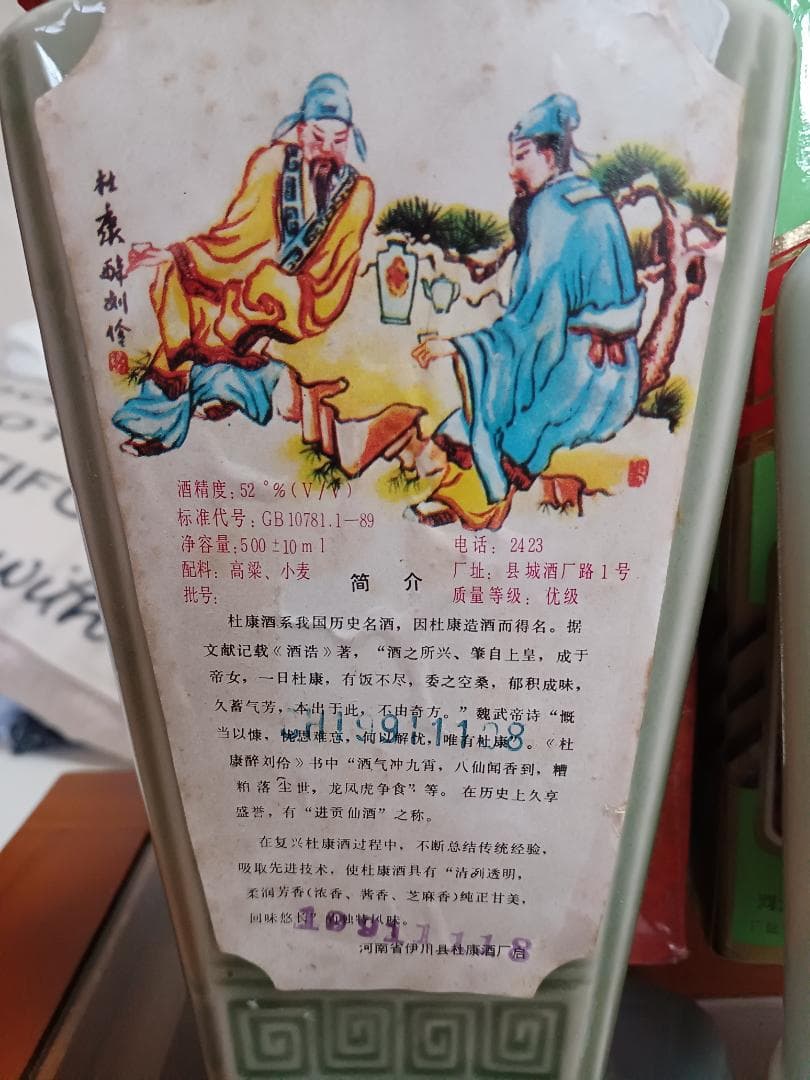 杜康醉刘伶
酒精度:52°%(V/V)
标准代号:GB10781.1—89
净容量:500±10ml
电话:2423
配料:高粱、小麦
厂址:县城酒厂路1号
批号:
质量等级:优级
简介
杜康酒系我国历史名酒,因杜康造酒而得名。据
文献记载《酒诰》著,“酒之所兴、肇自上皇,成于
帝女,一日杜康,有饭不尽,委之空桑,郁积成味,
久蓄气芳,本出于此,不由奇方。”魏武帝诗“慨
当以慷,忧思难忘,何以解忧,唯有杜康”。《杜
康醉刘伶》书中“酒气冲九宵,八仙闻香到,糟
粕落尘世,龙凤虎争食”等。在历史上久享
盛誉,有“进贡仙酒”之称。
在复兴杜康酒过程中,不断总结传统经验,
吸取先进技术,使杜康酒具有“清冽透明,
柔润芳香(浓香、酱香、芝麻香)纯正甘美,
回味悠长”的独特风味。
19911118
河南省伊川县杜康酒厂启
with